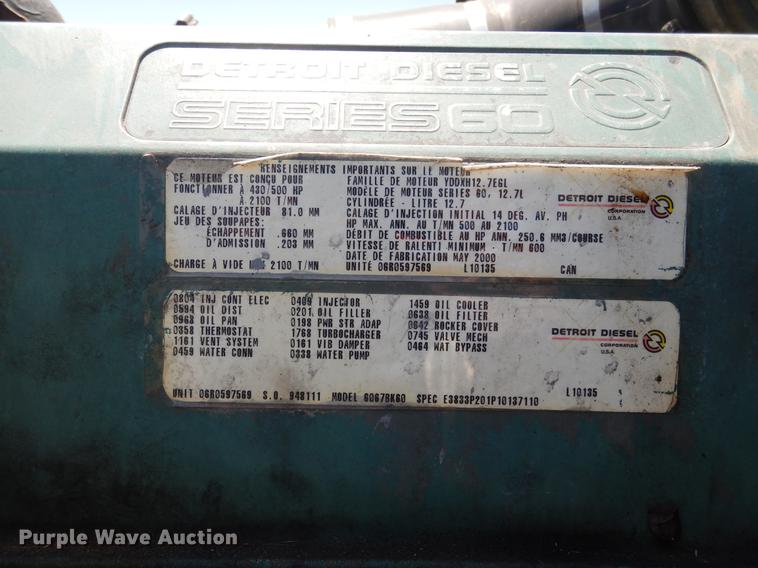 DETROIT DIESEL
SERIES 60
RENSEIGNEMENTS IMPORTANTS SUR LE MOTEUR
CE MOTEUR EST CONÇU POUR
FONCTIONNER À 430/500 HP
À 2100 T/MN
CALAGE D'INJECTEUR 81.0 MM
JEU DES SOUPAPES:
ÉCHAPPEMENT .660 MM
D'ADMISSION .203 MM
CHARGE À VIDE 2100 T/MN
FAMILLE DE MOTEUR YDDXH12.7EGL
MODÈLE DE MOTEUR SERIES 60, 12.7L
CYLINDRÉE - LITRE 12.7
CALAGE D'INJECTION INITIAL 14 DEG. AV. PH
HP MAX. ANN. AU T/MN 500 AU 2100
DÉBIT DE COMBUSTIBLE AU HP ANN. 250.6 MM3/COURSE
VITESSE DE RALENTI MINIMUM - T/MN 600
DATE DE FABRICATION MAY 2000
UNITÉ 06R0597569 L10135 CAN
DETROIT DIESEL
CORPORATION
U.S.A.
0804 INJ CONT ELEC
0594 OIL DIST
0968 OIL PAN
0858 THERMOSTAT
1161 VENT SYSTEM
0459 WATER CONN
0409 INJECTOR
0201 OIL FILLER
0198 PWR STR ADAP
1768 TURBOCHARGER
0161 VIB DAMPER
0338 WATER PUMP
1459 OIL COOLER
0638 OIL FILTER
0642 ROCKER COVER
0745 VALVE MECH
0464 WAT BYPASS
DETROIT DIESEL
CORPORATION
U.S.A.
UNIT 06R0597569 S.O. 948111 MODEL 6067BK60 SPEC E3833P201P10137110 L10135
Purple Wave Auction